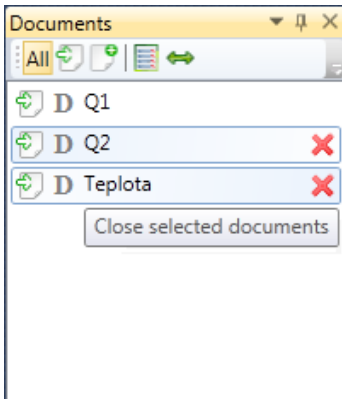 Documents
All
D Q1
D Q2
D Teplota
Close selected documents